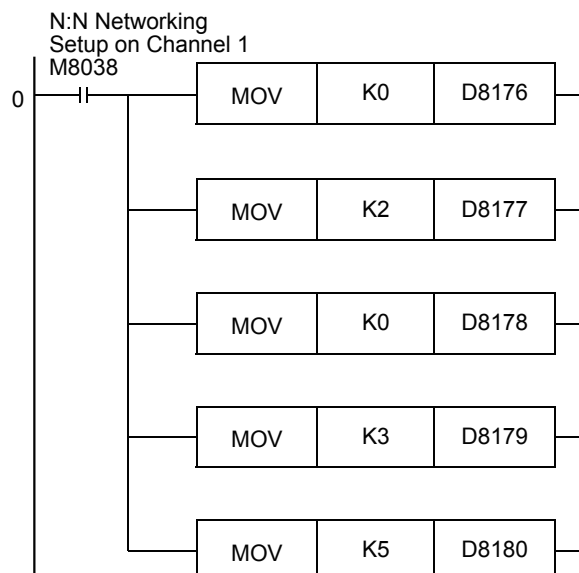 N:N Networking
Setup on Channel 1
M8038
0
MOV K0 D8176
MOV K2 D8177
MOV K0 D8178
MOV K3 D8179
MOV K5 D8180